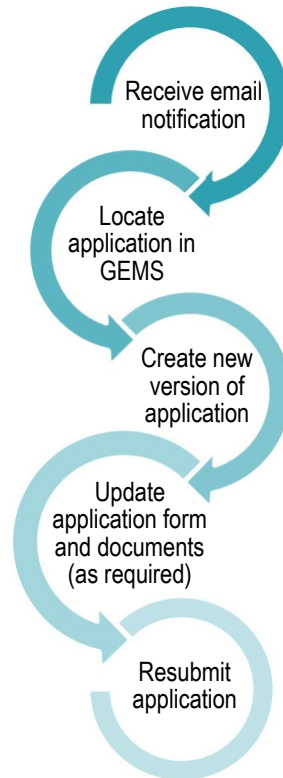 Receive email
notification
Locate
application in
GEMS
Create new
version of
application
Update
application form
and documents
(as required)
Resubmit
application